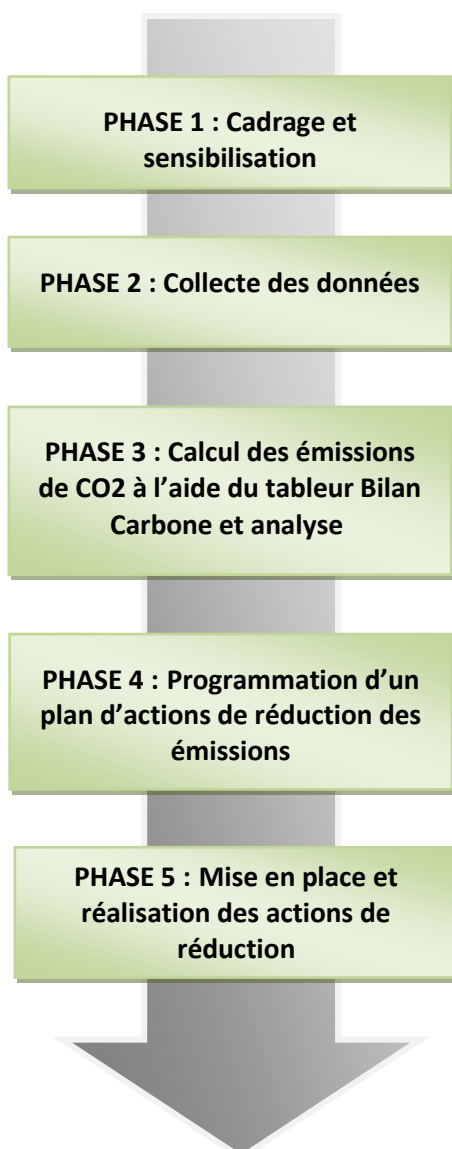 PHASE 1 : Cadrage et
sensibilisation
PHASE 2 : Collecte des données
PHASE 3 : Calcul des émissions
de CO2 à l’aide du tableur Bilan
Carbone et analyse
PHASE 4 : Programmation d’un
plan d’actions de réduction des
émissions
PHASE 5 : Mise en place et
réalisation des actions de
réduction